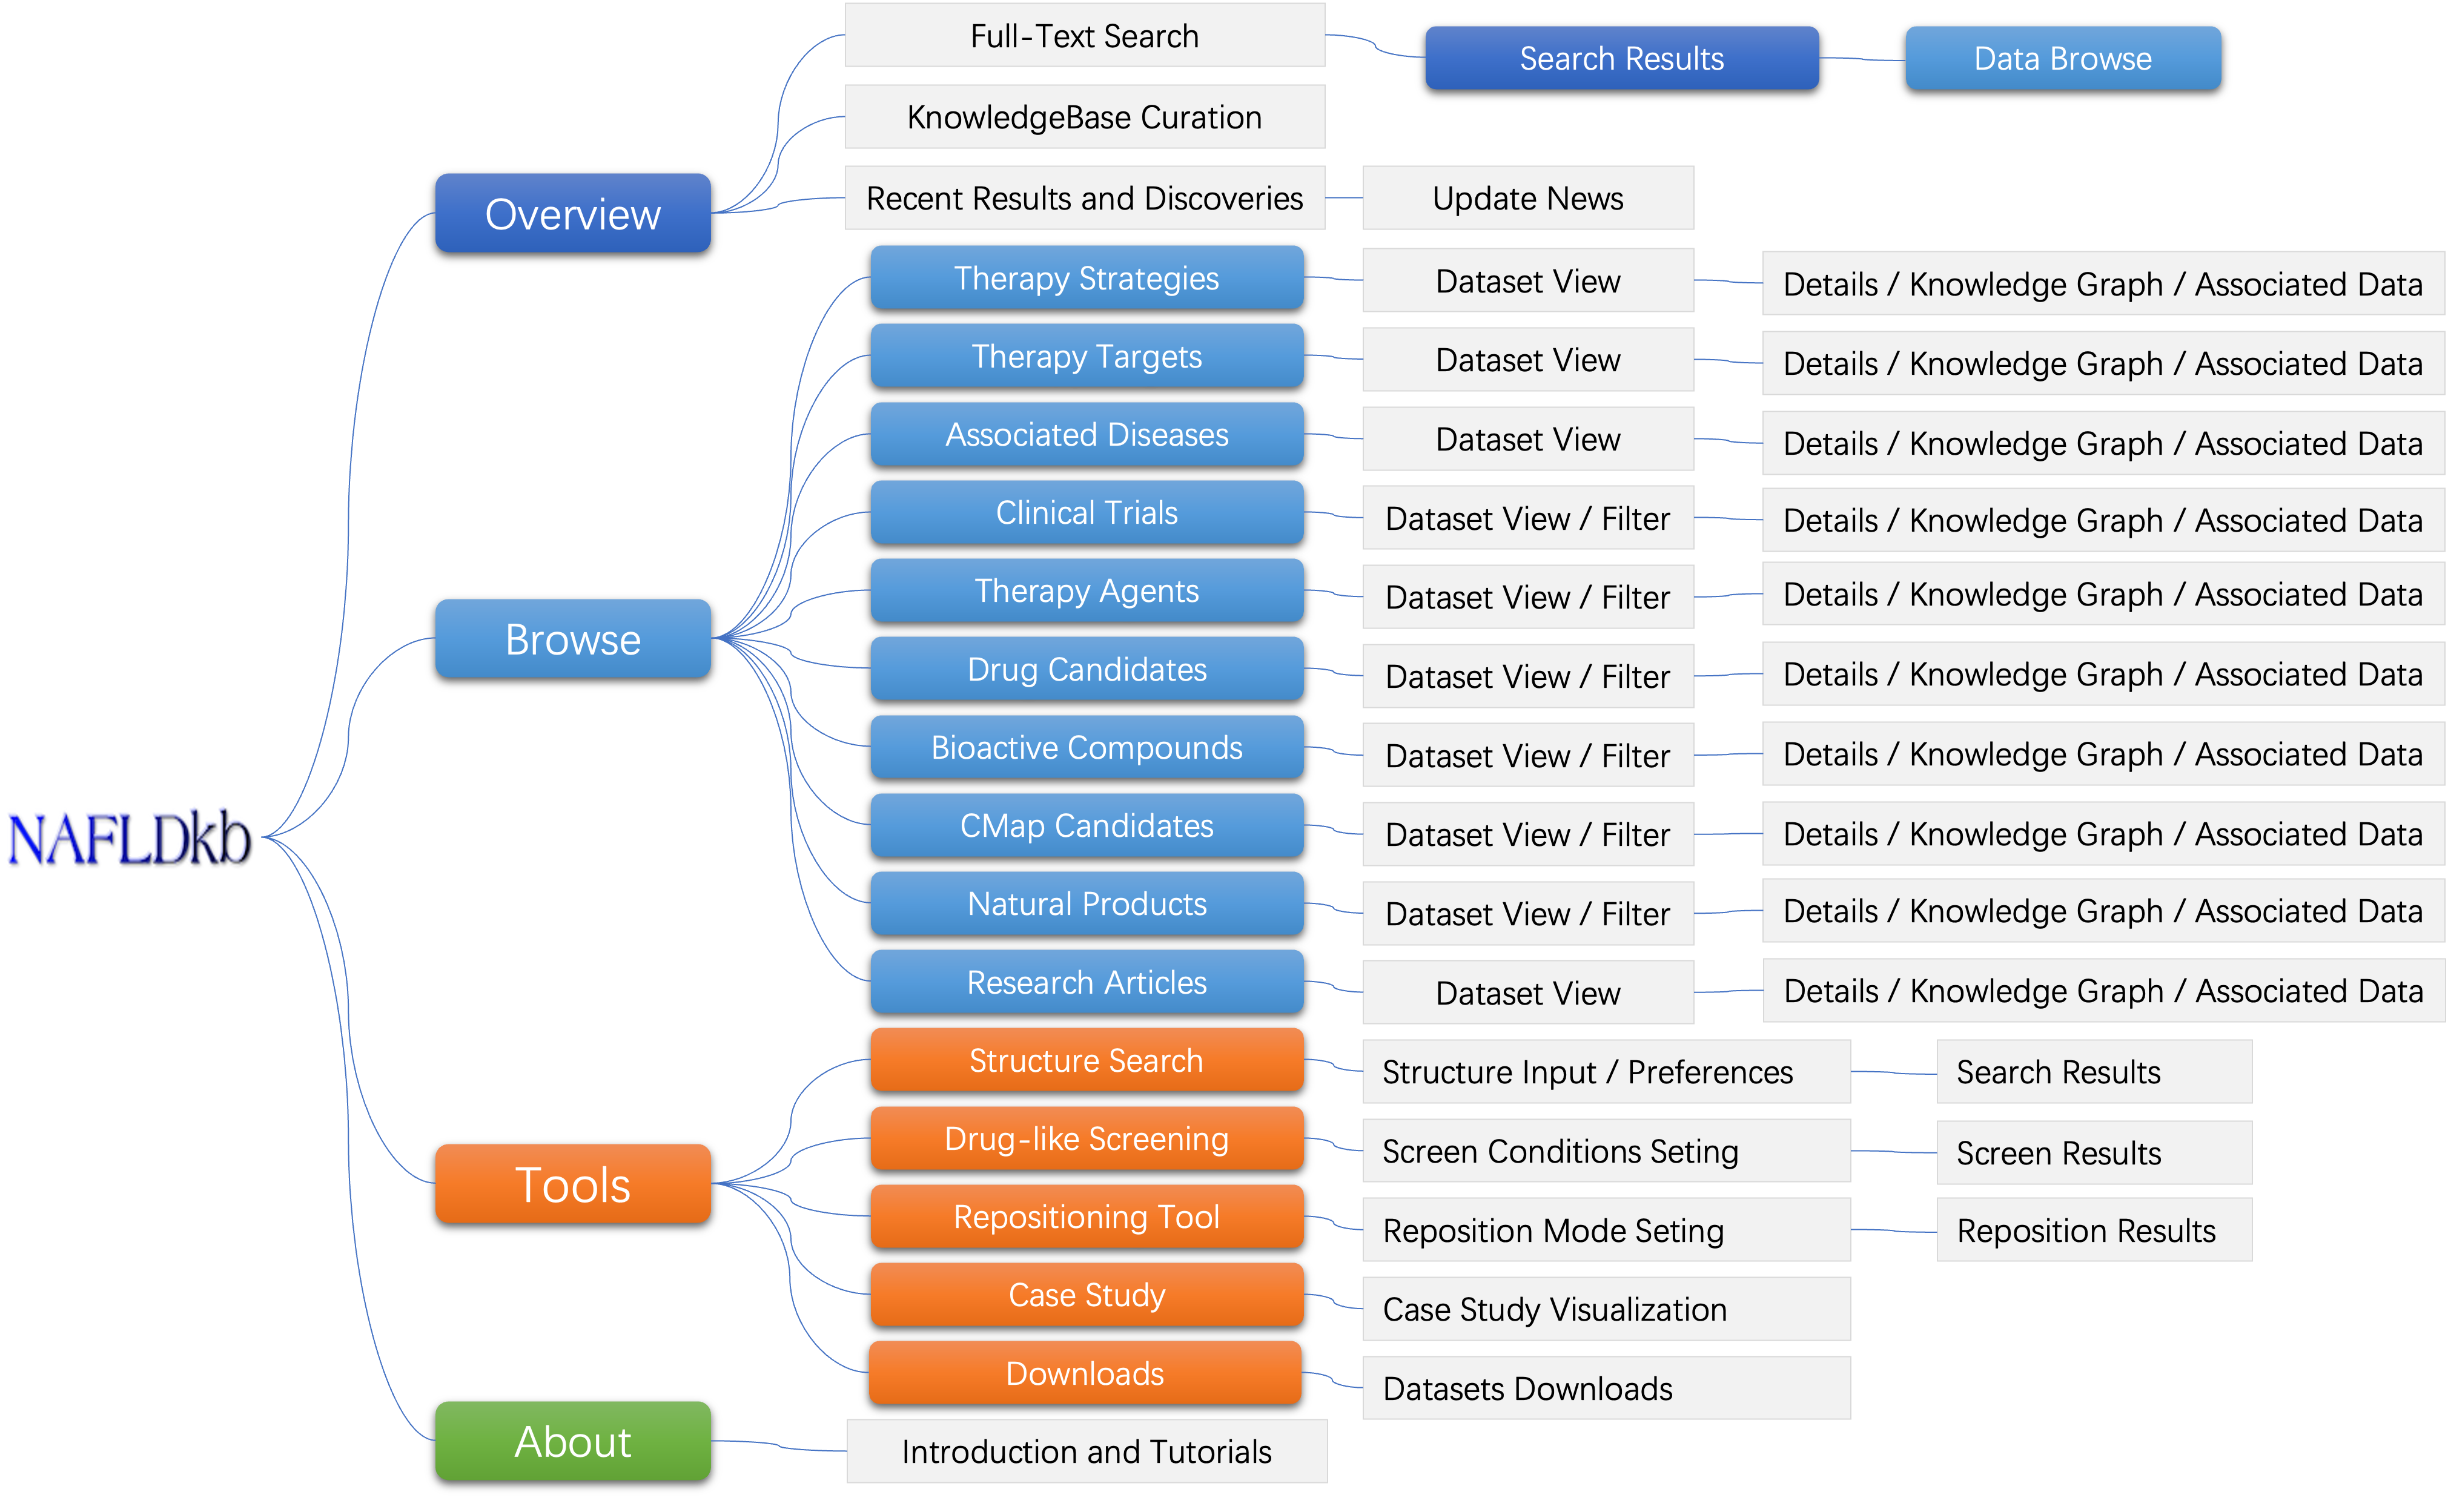 Full-Text Search
Search Results
Data Browse
KnowledgeBase Curation
Overview
Recent Results and Discoveries
Update News
Therapy Strategies
Dataset View
Details / Knowledge Graph / Associated Data
Therapy Targets
Dataset View
Details / Knowledge Graph / Associated Data
Associated Diseases
Dataset View
Details / Knowledge Graph / Associated Data
Clinical Trials
Dataset View / Filter
Details / Knowledge Graph / Associated Data
Therapy Agents
Dataset View / Filter
Details / Knowledge Graph / Associated Data
Browse
Drug Candidates
Dataset View / Filter
Details / Knowledge Graph / Associated Data
Bioactive Compounds
Dataset View / Filter
Details / Knowledge Graph / Associated Data
NAFLDkb
CMap Candidates
Dataset View / Filter
Details / Knowledge Graph / Associated Data
Natural Products
Dataset View / Filter
Details / Knowledge Graph / Associated Data
Research Articles
Dataset View
Details / Knowledge Graph / Associated Data
Structure Search
Structure Input / Preferences
Search Results
Drug-like Screening
Screen Conditions Seting
Screen Results
Tools
Repositioning Tool
Reposition Mode Seting
Reposition Results
Case Study
Case Study Visualization
Downloads
Datasets Downloads
About
Introduction and Tutorials